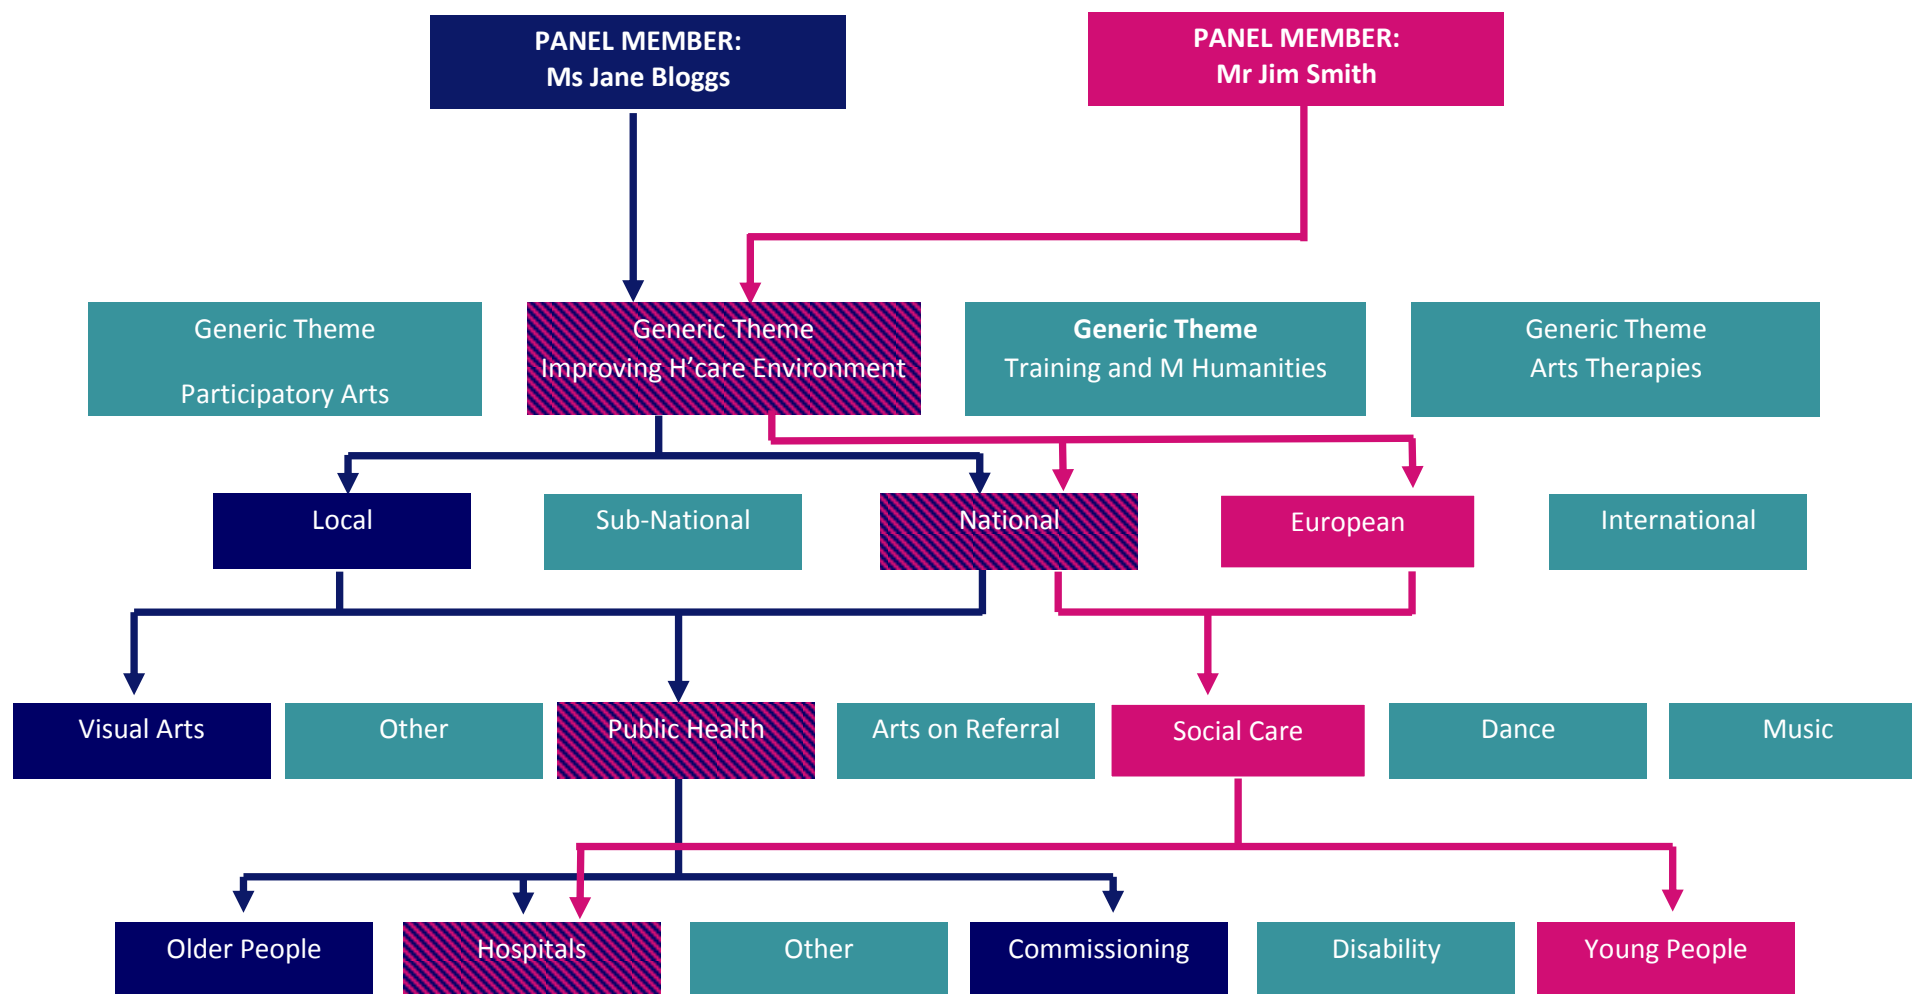 PANEL MEMBER:
Ms Jane Bloggs
PANEL MEMBER:
Mr Jim Smith
Generic Theme
Participatory Arts
Generic Theme
Improving H’care Environment
Generic Theme
Training and M Humanities
Generic Theme
Arts Therapies
Local
Sub-National
National
European
International
Visual Arts
Other
Public Health
Arts on Referral
Social Care
Dance
Music
Older People
Hospitals
Other
Commissioning
Disability
Young People